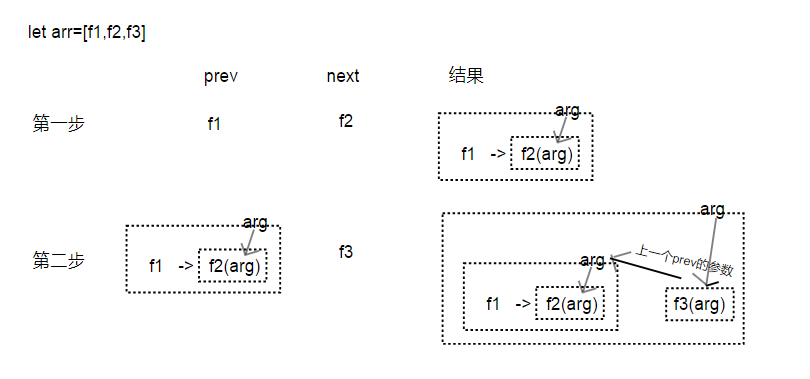 let arr=[f1,f2,f3]
prev next 结果
第一步 f1 f2 arg
f1 -> f2(arg)
第二步 arg f3 arg
f1 -> f2(arg)
arg 上一个prev的参数
f1 -> f2(arg) f3(arg)